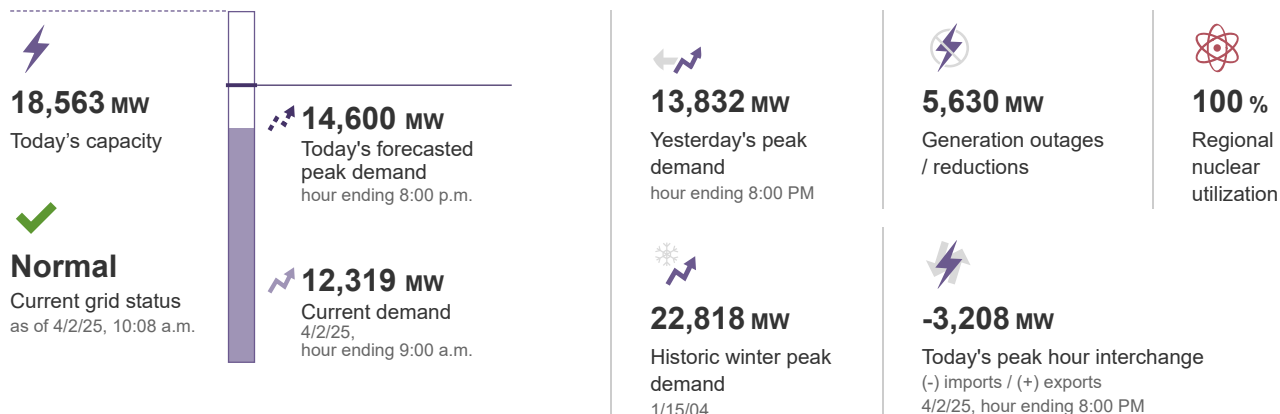 18,563 MW
Today's capacity
Normal
Current grid status
as of 4/2/25, 10:08 a.m.
14,600 MW
Today's forecasted
peak demand
hour ending 8:00 p.m.
12,319 MW
Current demand
4/2/25,
hour ending 9:00 a.m.
13,832 MW
Yesterday's peak
demand
hour ending 8:00 PM
5,630 MW
Generation outages
/ reductions
100 %
Regional
nuclear
utilization
22,818 MW
Historic winter peak
demand
1/15/04
-3,208 MW
Today's peak hour interchange
(-) imports / (+) exports
4/2/25, hour ending 8:00 PM